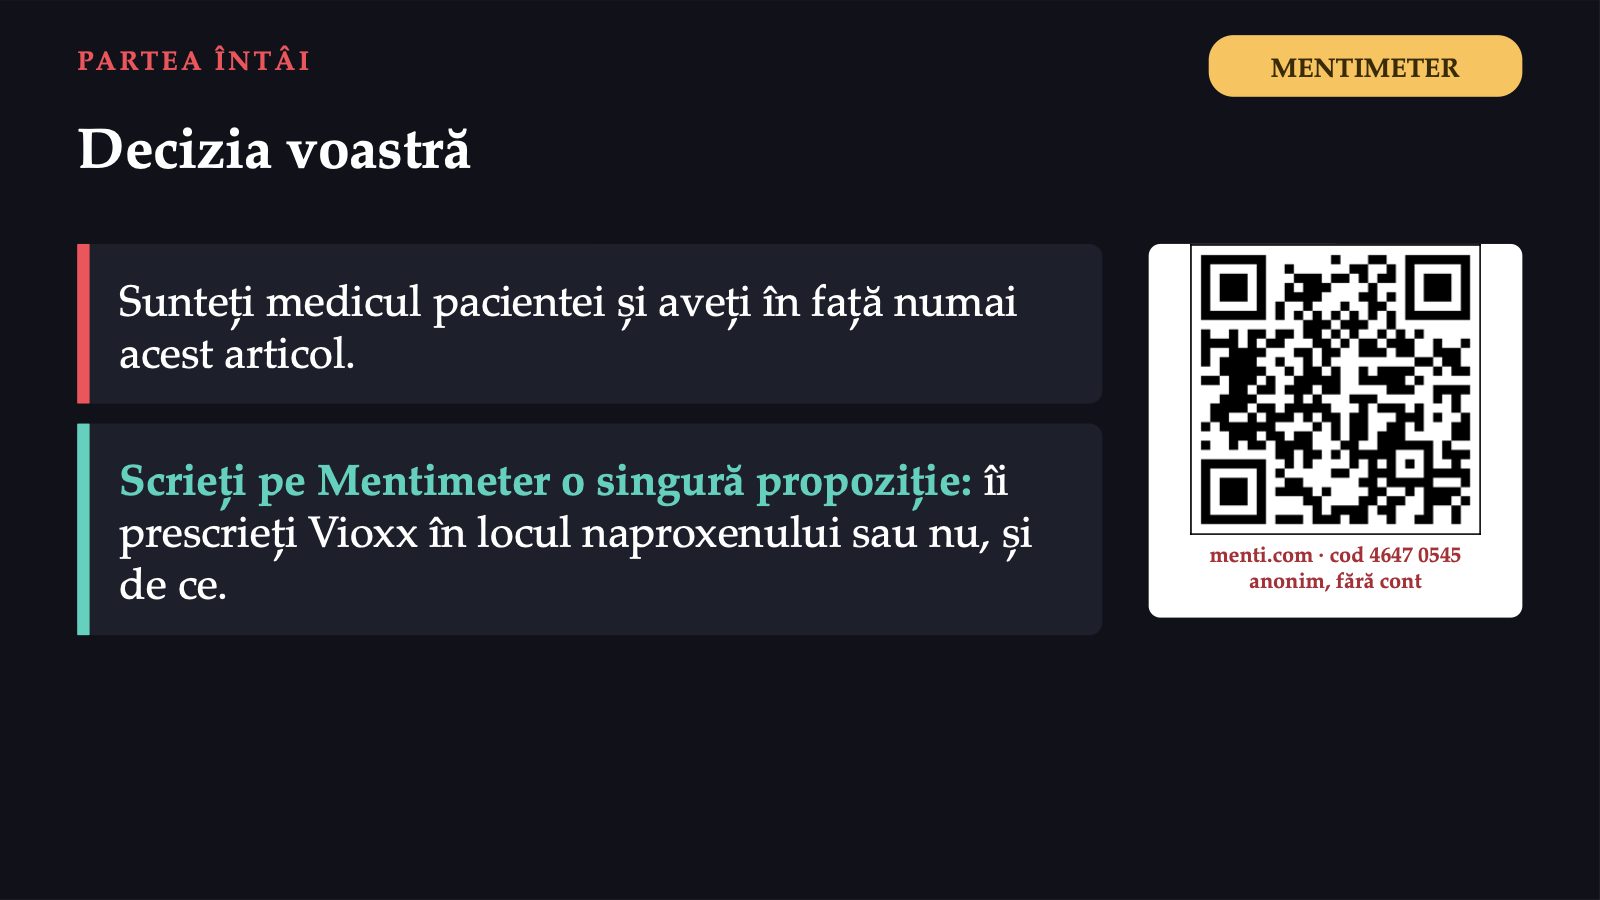 PARTEA ÎNTÂI
MENTIMETER
Decizia voastră
Sunteți medicul pacientei și aveți în față numai
acest articol.
Scrieți pe Mentimeter o singură propoziție: îi
prescrieți Vioxx în locul naproxenului sau nu, și
de ce.
menti.com · cod 4647 0545
anonim, fără cont